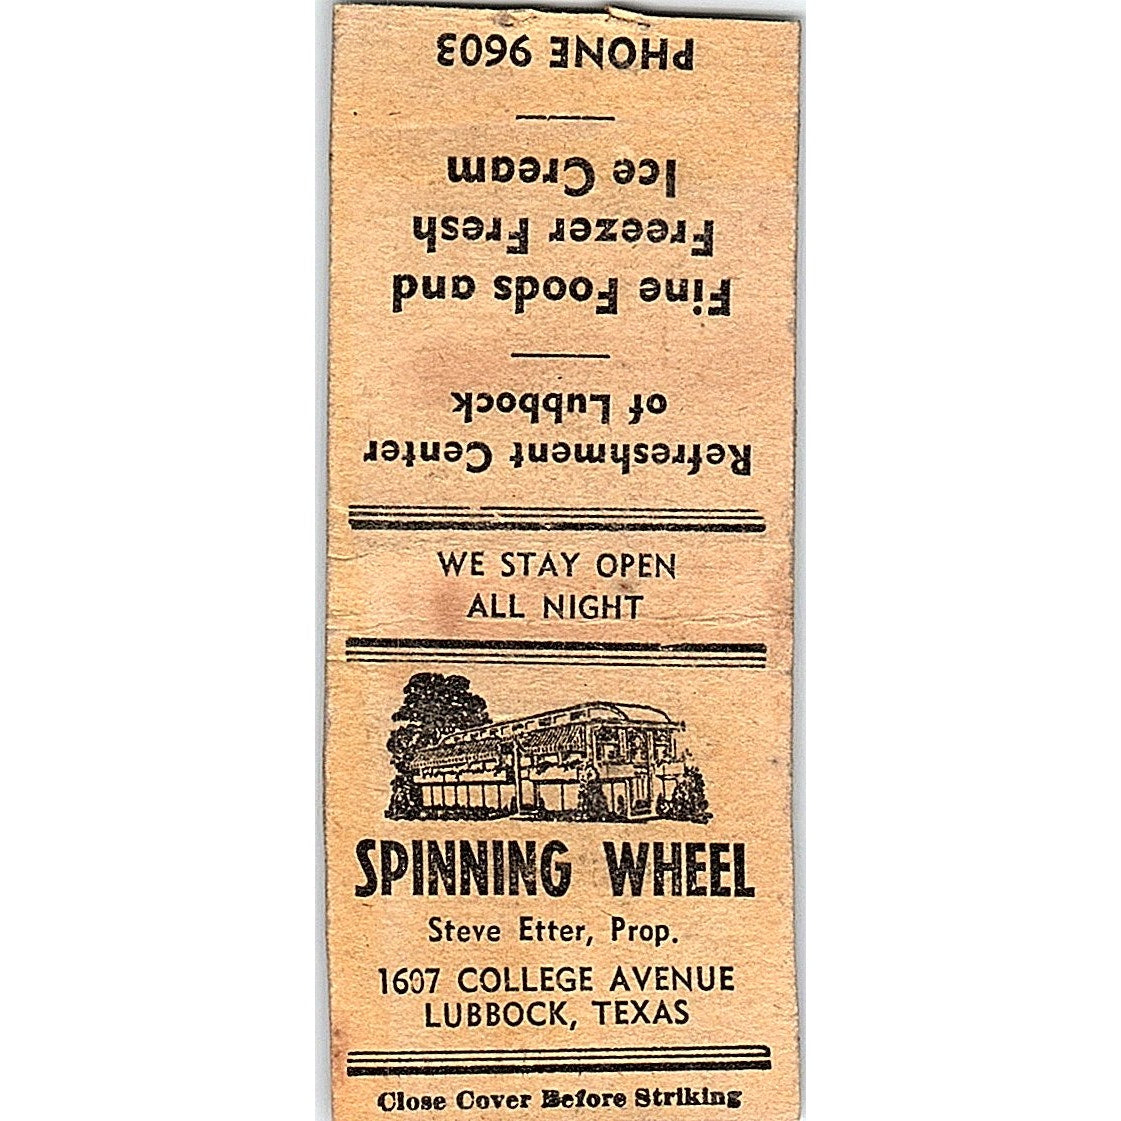 PHONE 9603
Ice Cream
Freezer Fresh
Fine Foods and
of Lubbock
Refreshment Center
WE STAY OPEN
ALL NIGHT
SPINNING WHEEL
Steve Etter, Prop.
1607 COLLEGE AVENUE
LUBBOCK, TEXAS
Close Cover Before Striking